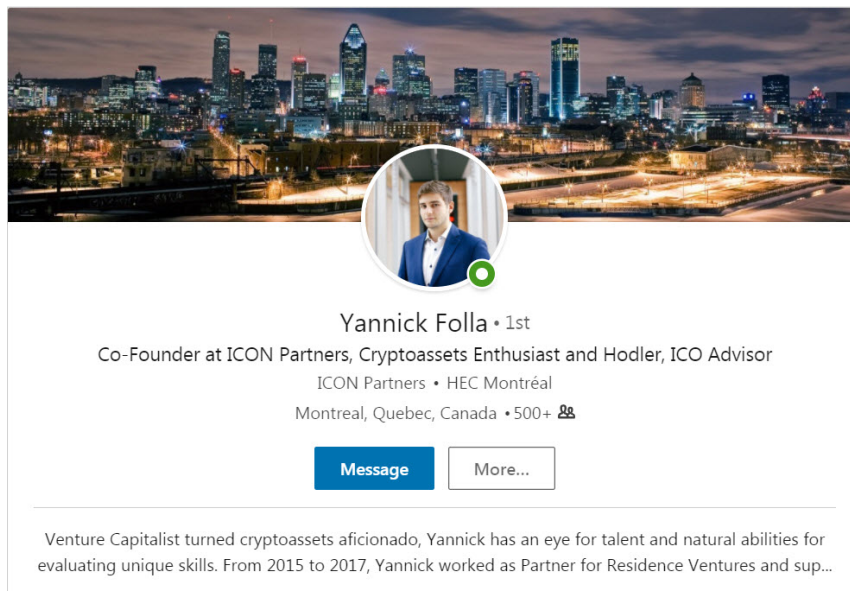 Yannick Folla • 1st
Co-Founder at ICON Partners, Cryptoassets Enthusiast and Hodler, ICO Advisor
ICON Partners • HEC Montréal
Montreal, Quebec, Canada • 500+
Message
More...
Venture Capitalist turned cryptoassets aficionado, Yannick has an eye for talent and natural abilities for
evaluating unique skills. From 2015 to 2017, Yannick worked as Partner for Residence Ventures and sup...